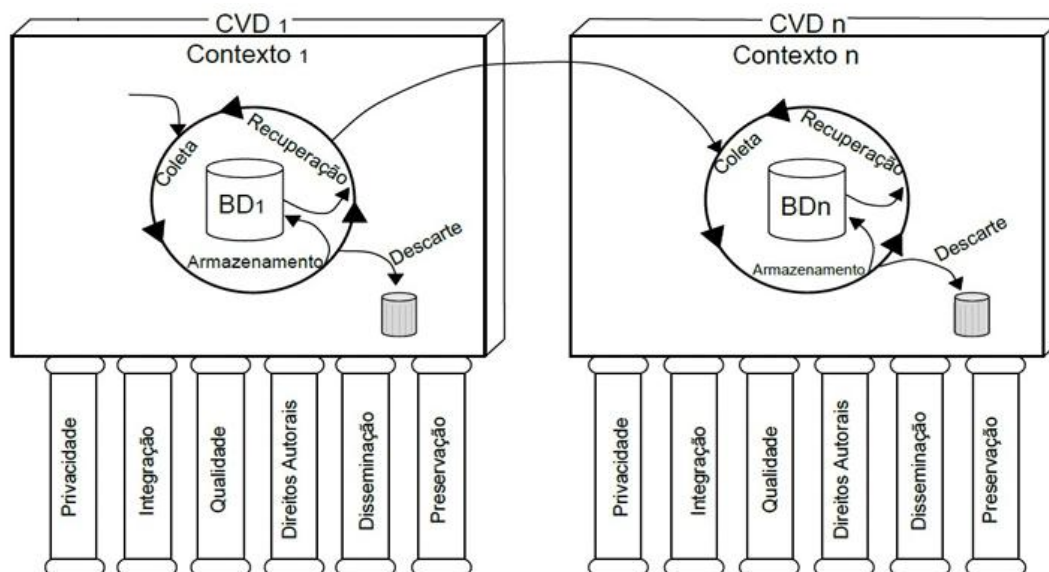 CVD 1
Contexto 1
Coleta
Recuperação
BD1
Armazenamento
Descarte
Privacidade
Integração
Qualidade
Direitos Autorais
Disseminação
Preservação
CVD n
Contexto n
Coleta
Recuperação
BDn
Armazenamento
Descarte
Privacidade
Integração
Qualidade
Direitos Autorais
Disseminação
Preservação